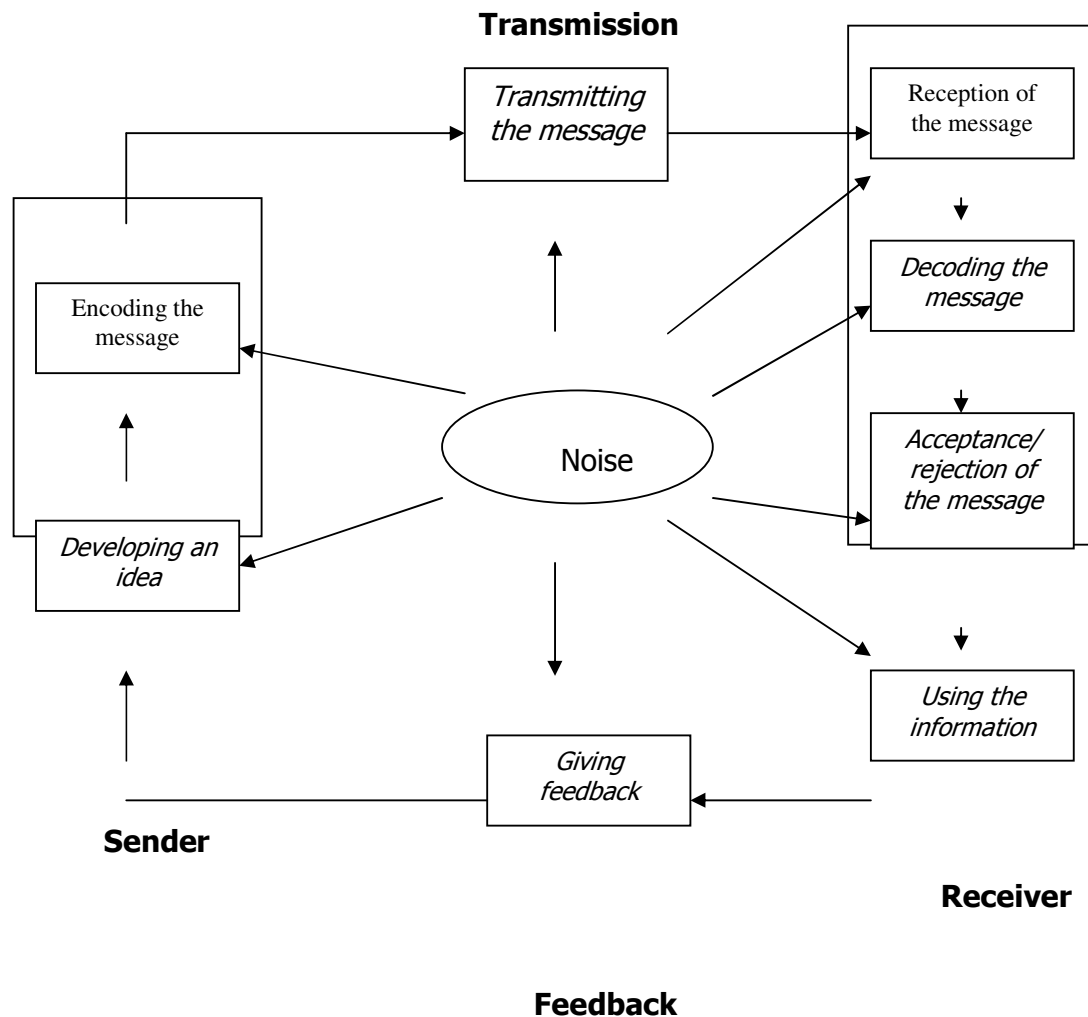 Transmission
Transmitting
the message
Reception of
the message
Decoding the
message
Encoding the
message
Acceptance/
rejection of
the message
Noise
Developing an
idea
Using the
information
Giving
feedback
Sender
Receiver
Feedback